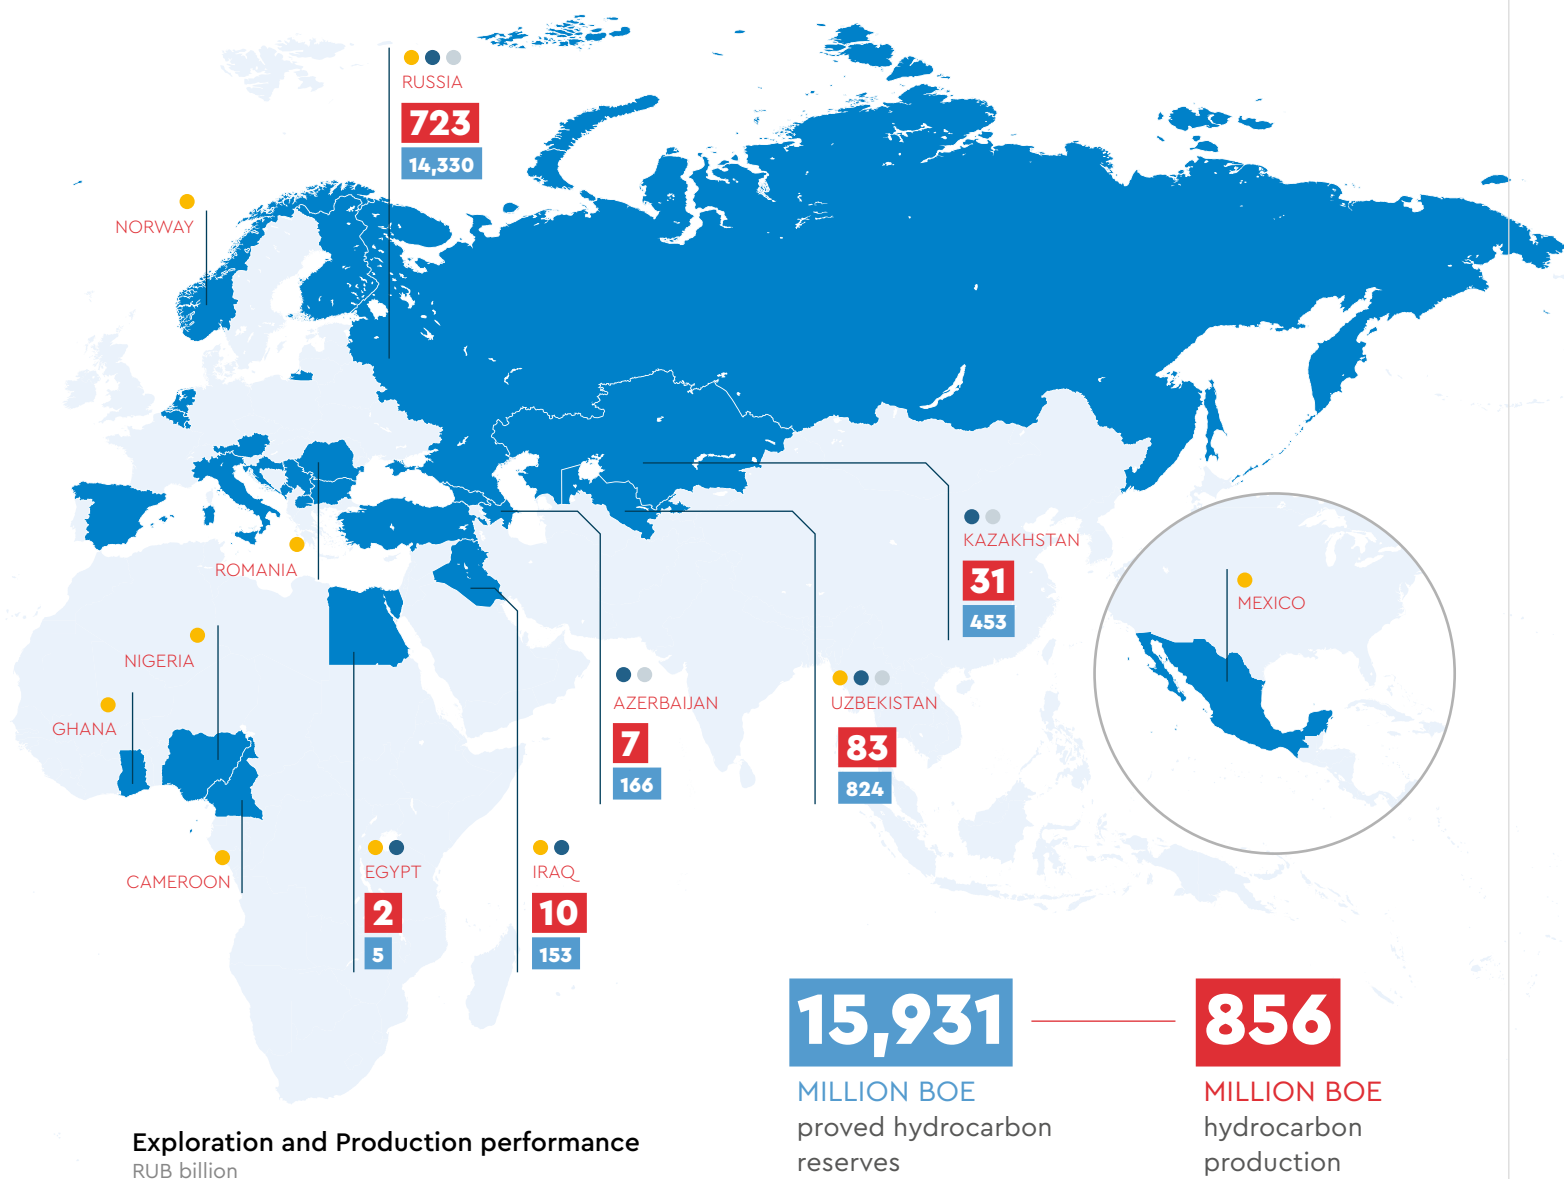 RUSSIA
723
14,330
NORWAY
ROMANIA
NIGERIA
GHANA
CAMEROON
EGYPT
2
5
IRAQ
10
153
AZERBAIJAN
7
166
UZBEKISTAN
83
824
KAZAKHSTAN
31
453
MEXICO
15,931
MILLION BOE
proved hydrocarbon
reserves
856
MILLION BOE
hydrocarbon
production
Exploration and Production performance
RUB billion